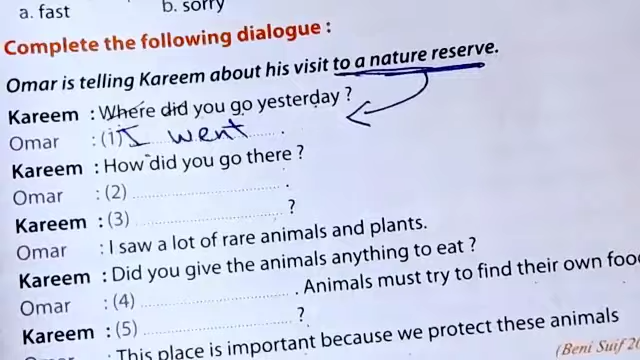 a. fast b. sorry
Complete the following dialogue :
Omar is telling Kareem about his visit to a nature reserve.
Kareem : Where did you go yesterday ?
Omar : (1) I went .
Kareem : How did you go there ?
Omar : (2) .
Kareem : (3) ?
Omar : I saw a lot of rare animals and plants.
Kareem : Did you give the animals anything to eat ?
Omar : (4) . Animals must try to find their own foo
Kareem : (5) ?
: This place is important because we protect these animals
(Beni Suif 20